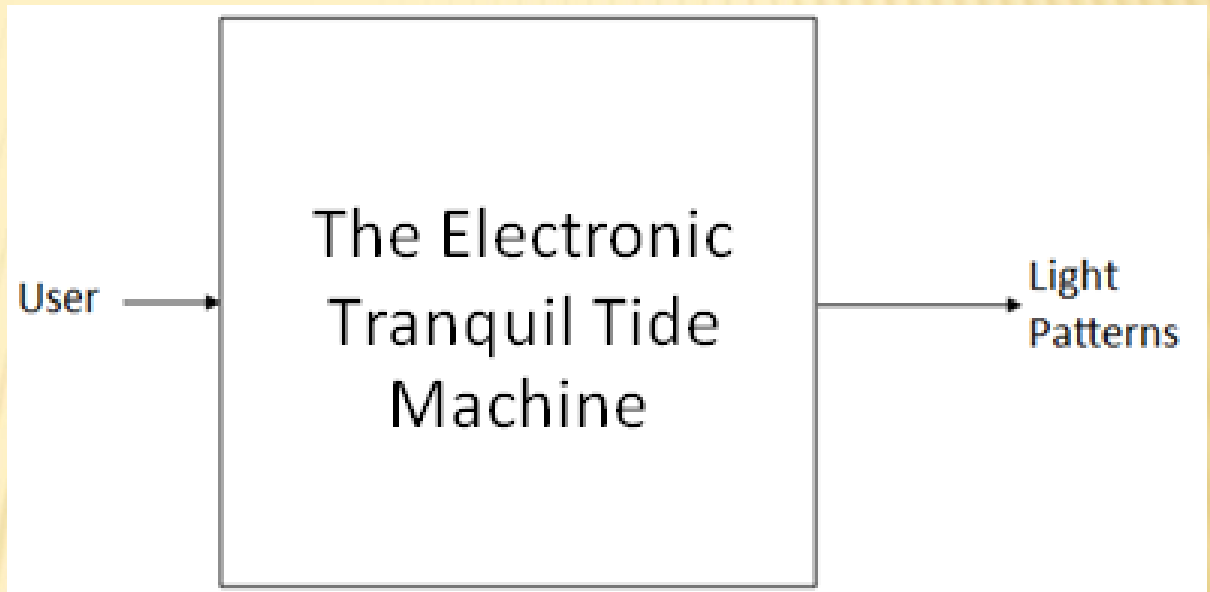 User
The Electronic
Tranquil Tide
Machine
Light
Patterns